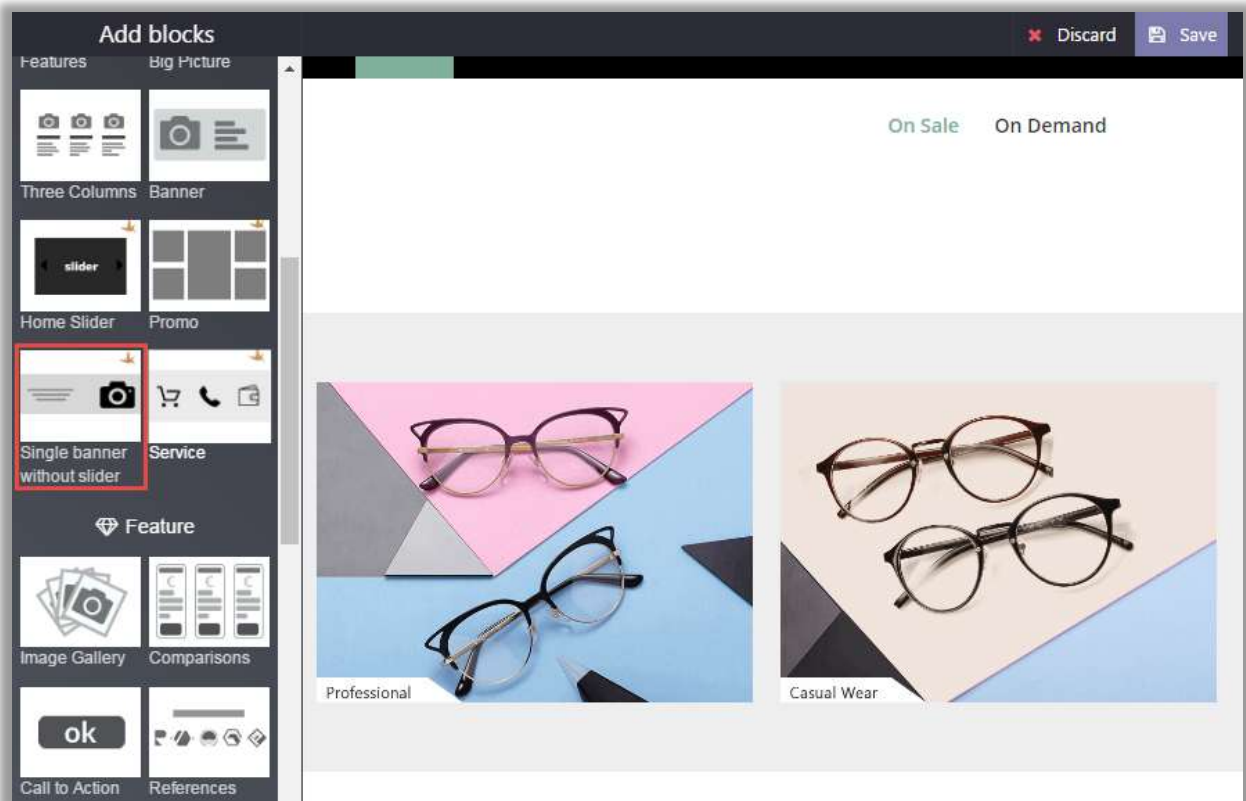 Add blocks
Discard
Save
Features
Big Picture
Three Columns
Banner
slider
Home Slider
Promo
Single banner
without slider
Service
Feature
C
C
C
Image Gallery
Comparisons
ok
Call to Action
References
On Sale
On Demand
Professional
Casual Wear